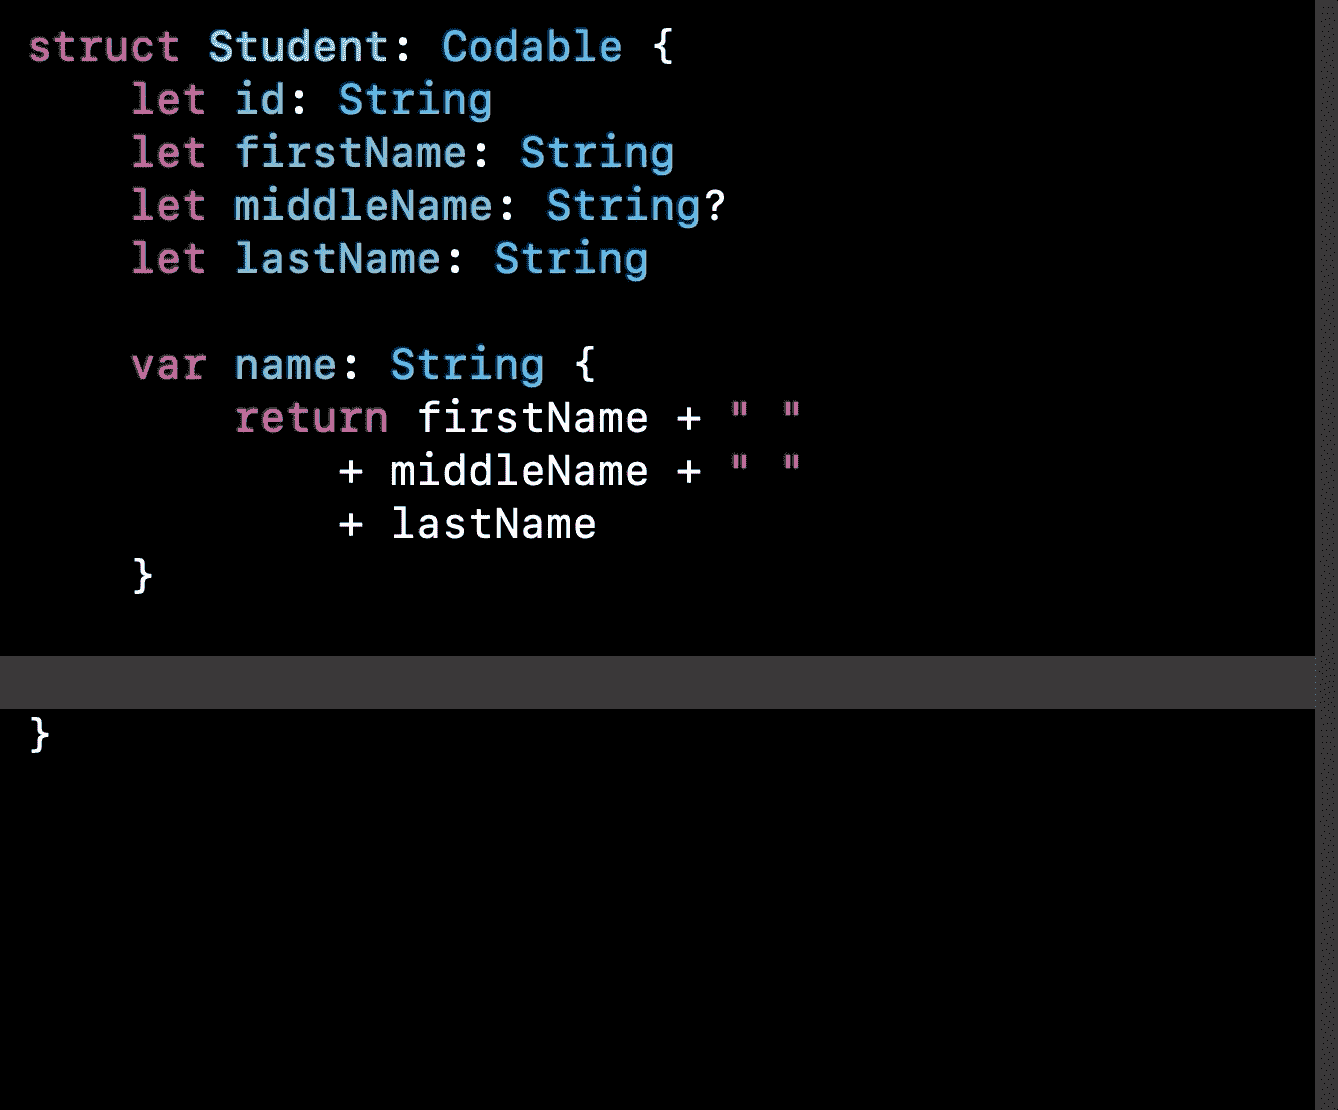 struct Student: Codable {
    let id: String
    let firstName: String
    let middleName: String?
    let lastName: String

    var name: String {
        return firstName + " "
            + middleName + " "
            + lastName
    }

}